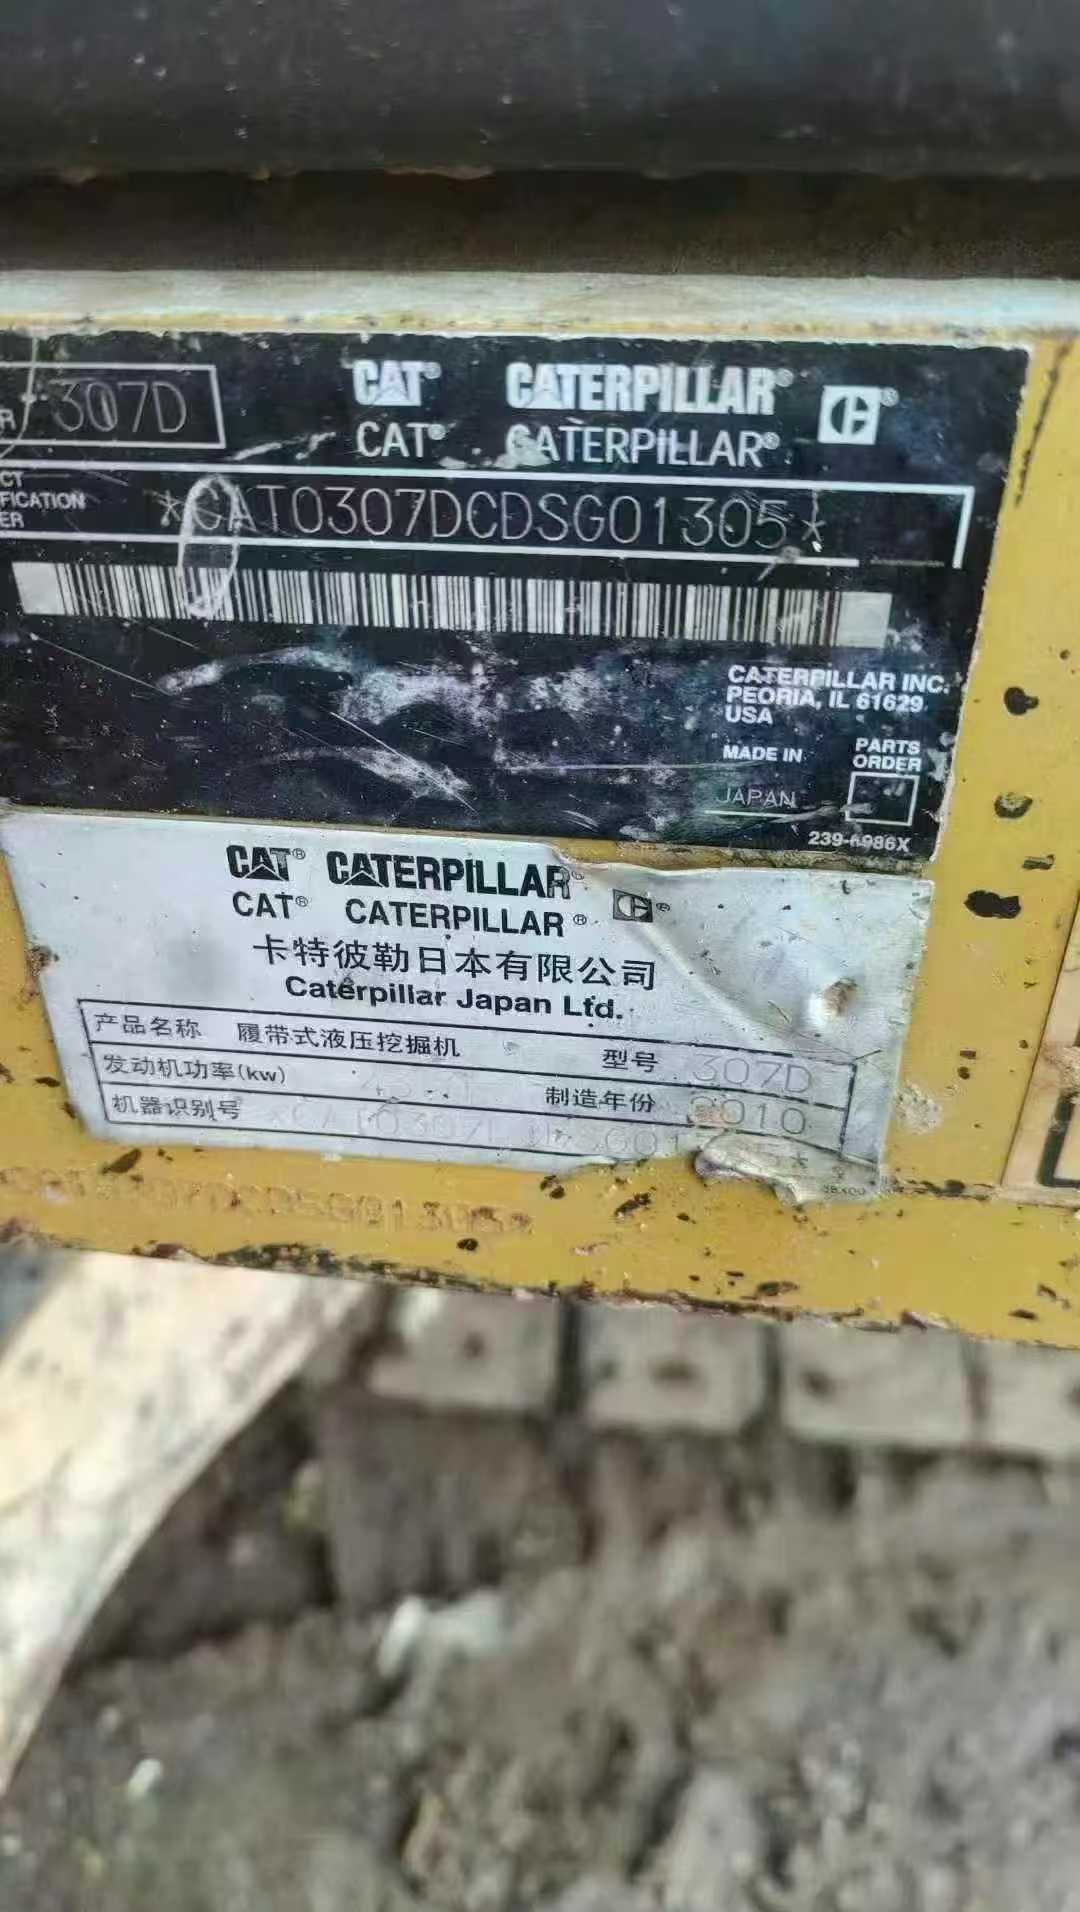 307D
CAT® CATERPILLAR®
CAT® CATERPILLAR®
*CAT0307DCDSG01305*
CATERPILLAR INC.
PEORIA, IL 61629
USA
MADE IN
JAPAN
PARTS
ORDER
239-6986X
CAT® CATERPILLAR®
CAT® CATERPILLAR®
卡特彼勒日本有限公司
Caterpillar Japan Ltd.
产品名称 履带式液压挖掘机 型号 307D
发动机功率(kw) 制造年份 2010
机器识别号